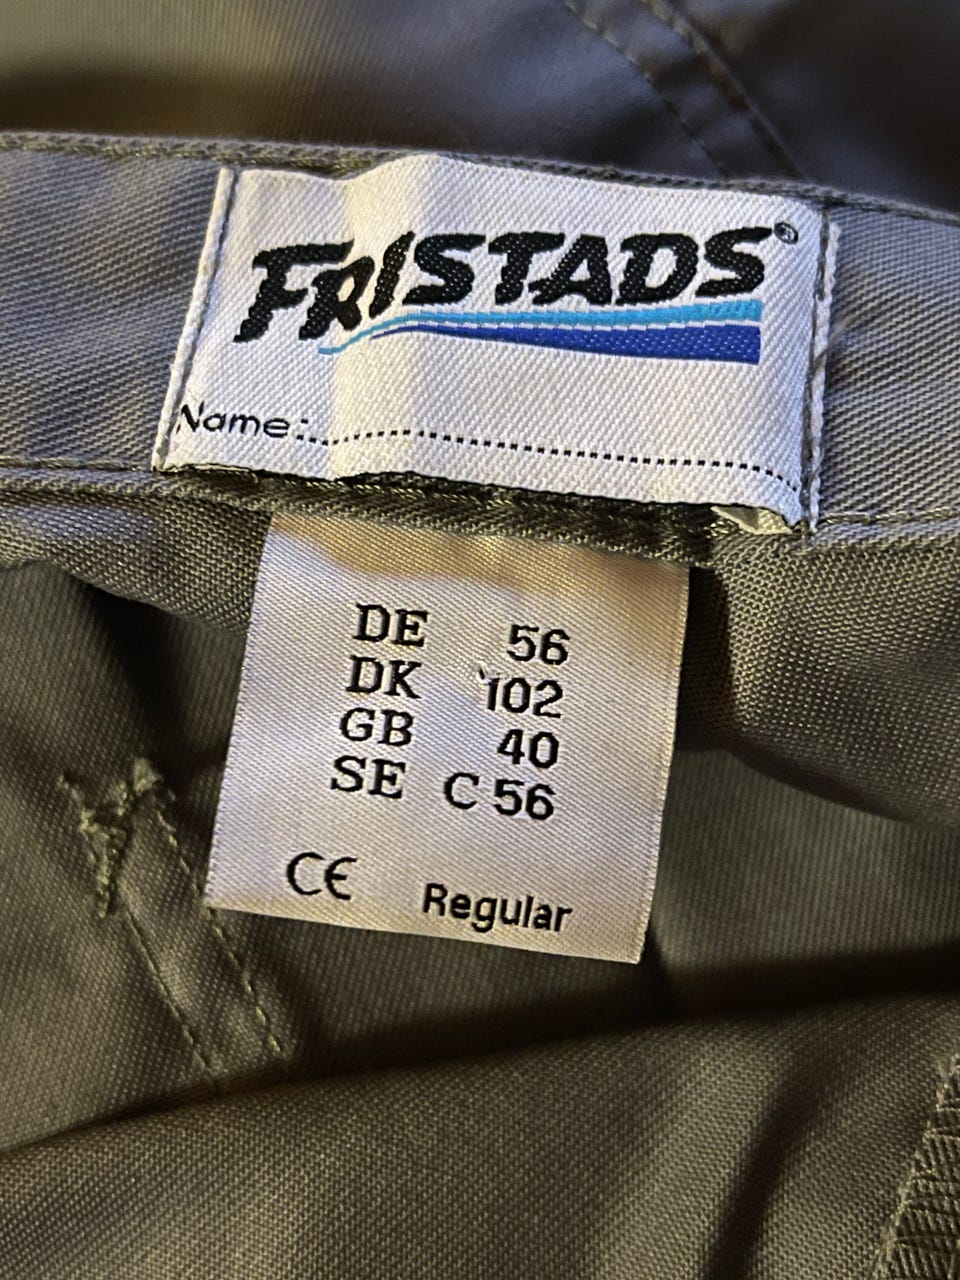 FRISTADS®
Name:..............................
DE 56
DK 102
GB 40
SE C 56
CE Regular